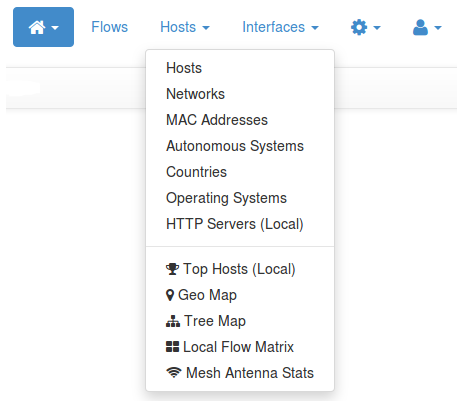 Flows Hosts Interfaces
Hosts
Networks
MAC Addresses
Autonomous Systems
Countries
Operating Systems
HTTP Servers (Local)
Top Hosts (Local)
Geo Map
Tree Map
Local Flow Matrix
Mesh Antenna Stats